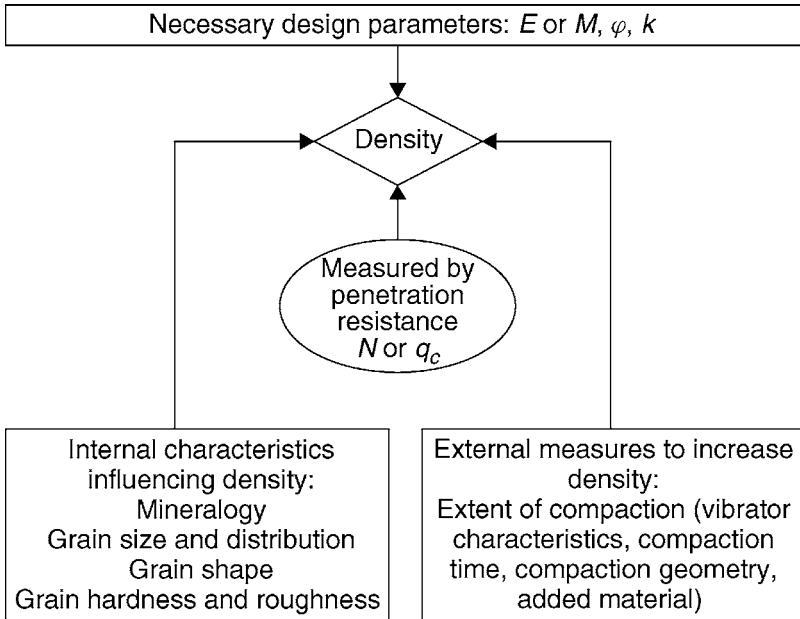 Necessary design parameters: E or M, φ, k
Density
Measured by
penetration
resistance
N or qc
Internal characteristics
influencing density:
Mineralogy
Grain size and distribution
Grain shape
Grain hardness and roughness
External measures to increase
density:
Extent of compaction (vibrator
characteristics, compaction
time, compaction geometry,
added material)